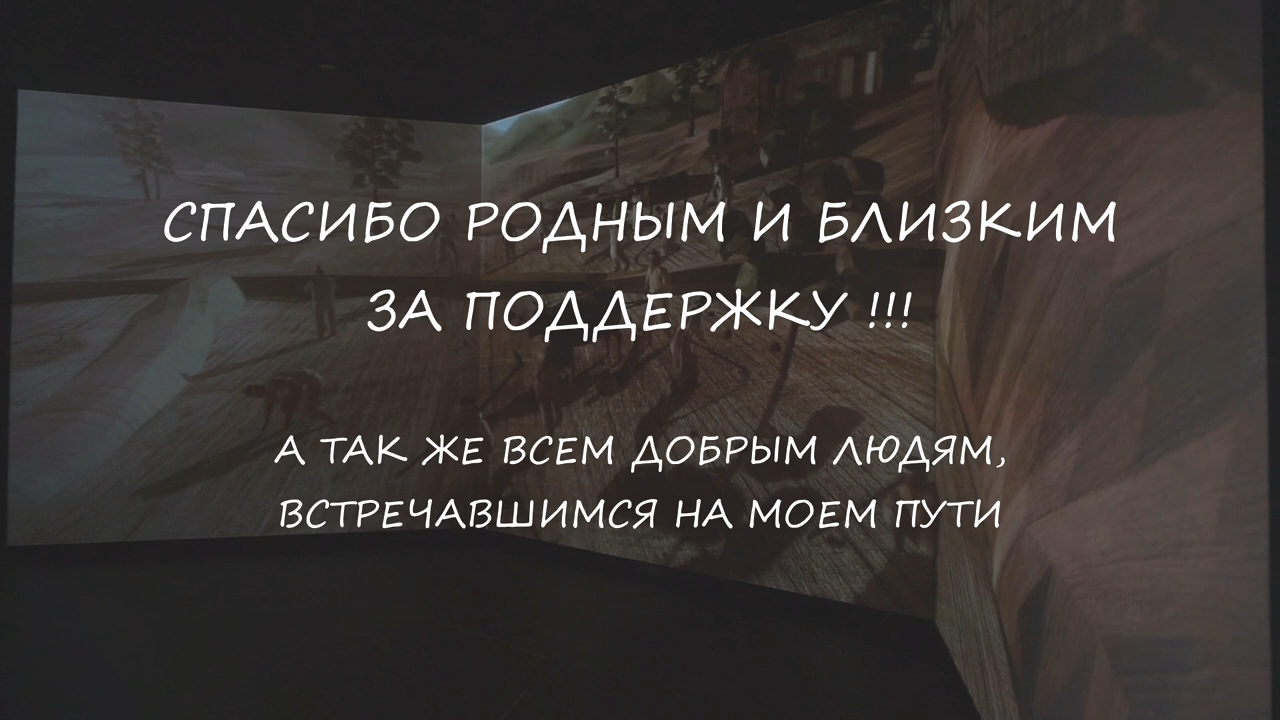 СПАСИБО РОДНЫМ И БЛИЗКИМ
ЗА ПОДДЕРЖКУ !!!
А ТАК ЖЕ ВСЕМ ДОБРЫМ ЛЮДЯМ,
ВСТРЕЧАВШИМСЯ НА МОЕМ ПУТИ